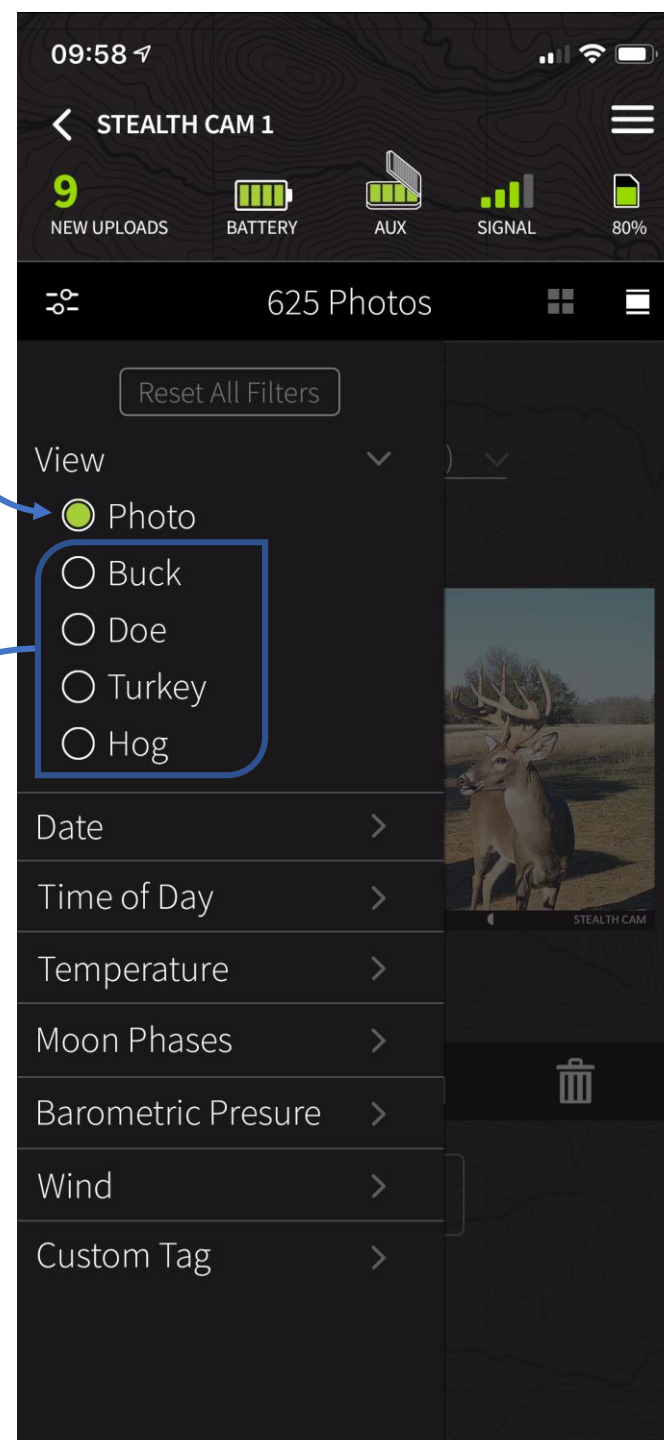 09:58
STEALTH CAM 1
9
NEW UPLOADS BATTERY AUX SIGNAL 80%
625 Photos
Reset All Filters
View
)
Photo
Buck
Doe
Turkey
Hog
Date
Time of Day
STEALTH CAM
Temperature
Moon Phases
Barometric Presure
Wind
Custom Tag